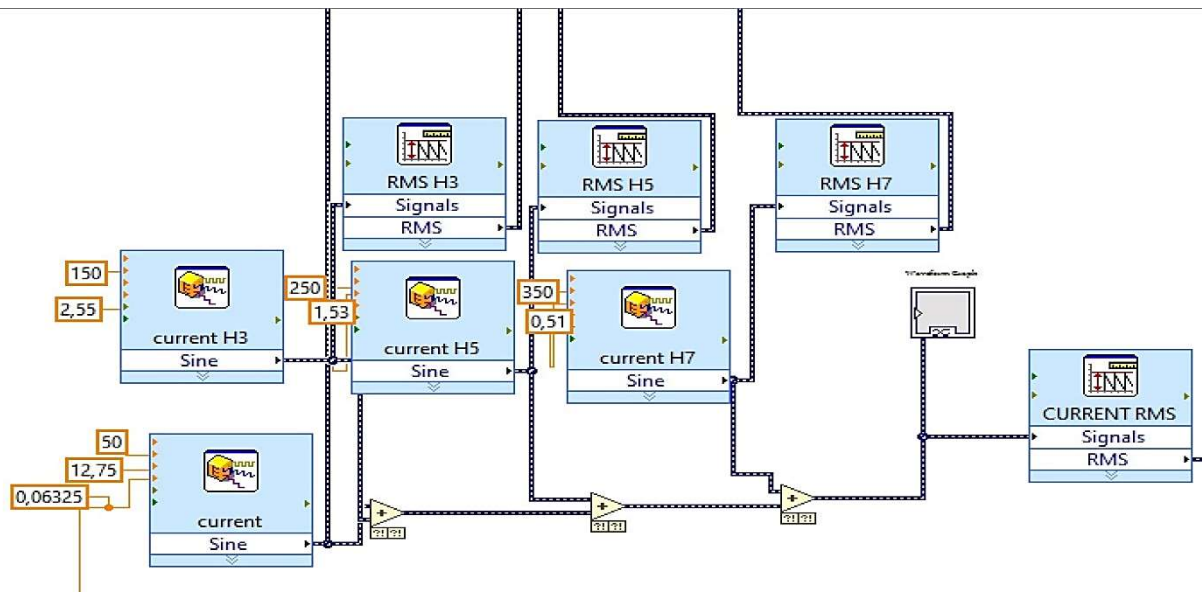 RMS H3
Signals
RMS
RMS H5
Signals
RMS
RMS H7
Signals
RMS
150
2,55
current H3
Sine
250
1,53
current H5
Sine
350
0,51
current H7
Sine
Waveform Graph
CURRENT RMS
Signals
RMS
50
12,75
0,06325
current
Sine
+
?! ?!
+
?! ?!
+
?! ?!